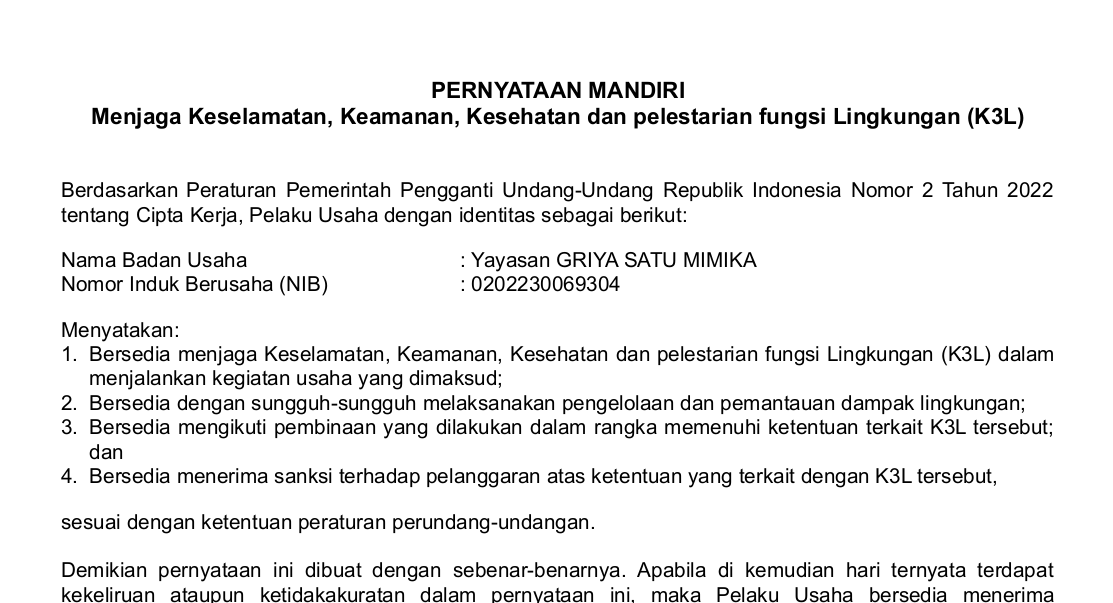 PERNYATAAN MANDIRI
Menjaga Keselamatan, Keamanan, Kesehatan dan pelestarian fungsi Lingkungan (K3L)
Berdasarkan Peraturan Pemerintah Pengganti Undang-Undang Republik Indonesia Nomor 2 Tahun 2022
tentang Cipta Kerja, Pelaku Usaha dengan identitas sebagai berikut:
Nama Badan Usaha : Yayasan GRIYA SATU MIMIKA
Nomor Induk Berusaha (NIB) : 0202230069304
Menyatakan:
1. Bersedia menjaga Keselamatan, Keamanan, Kesehatan dan pelestarian fungsi Lingkungan (K3L) dalam
menjalankan kegiatan usaha yang dimaksud;
2. Bersedia dengan sungguh-sungguh melaksanakan pengelolaan dan pemantauan dampak lingkungan;
3. Bersedia mengikuti pembinaan yang dilakukan dalam rangka memenuhi ketentuan terkait K3L tersebut;
dan
4. Bersedia menerima sanksi terhadap pelanggaran atas ketentuan yang terkait dengan K3L tersebut,
sesuai dengan ketentuan peraturan perundang-undangan.
Demikian pernyataan ini dibuat dengan sebenar-benarnya. Apabila di kemudian hari ternyata terdapat
kekeliruan ataupun ketidakakuratan dalam pernyataan ini, maka Pelaku Usaha bersedia menerima